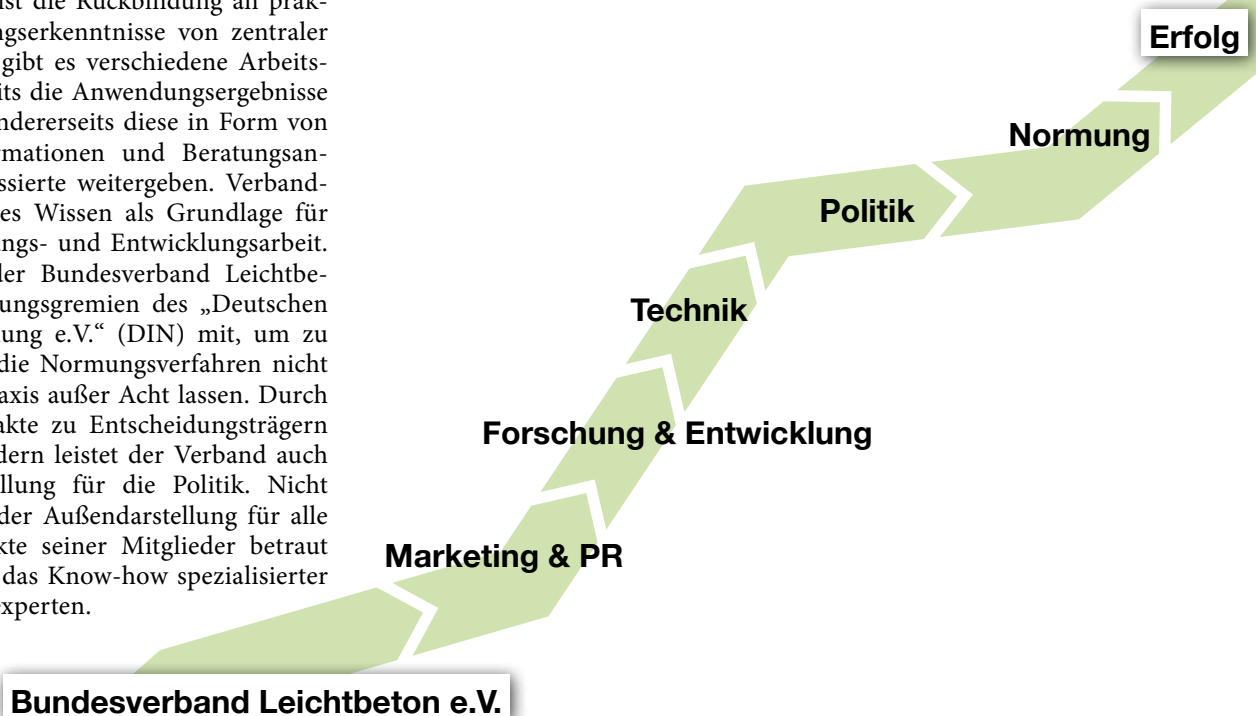 ist die Rückbindung an prak-
ngserkenntnisse von zentraler
gibt es verschiedene Arbeits-
its die Anwendungsergebnisse
ndererseits diese in Form von
rmationen und Beratungsan-
ssierte weitergeben. Verband-
es Wissen als Grundlage für
ngs- und Entwicklungsarbeit.
der Bundesverband Leichtbe-
ungsgremien des „Deutschen
ung e.V.“ (DIN) mit, um zu
die Normungsverfahren nicht
axis außer Acht lassen. Durch
akte zu Entscheidungsträgern
dern leistet der Verband auch
llung für die Politik. Nicht
der Außendarstellung für alle
kte seiner Mitglieder betraut
das Know-how spezialisierter
experten.
Erfolg
Normung
Politik
Technik
Forschung & Entwicklung
Marketing & PR
Bundesverband Leichtbeton e.V.